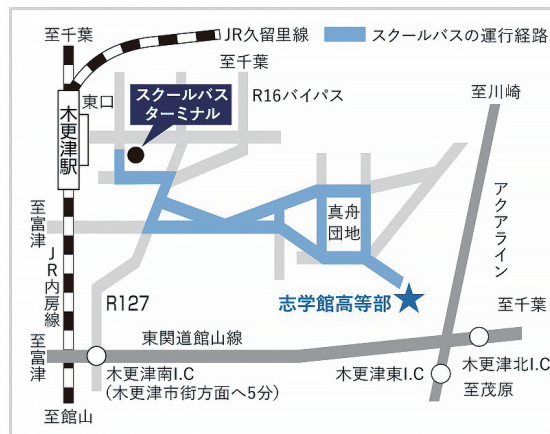 至千葉
JR久留里線
スクールバスの運行経路
至千葉
東口
スクールバス
ターミナル
R16バイパス
至川崎
木更津駅
アクアライン
真舟
団地
至富津
JR内房線
R127
志学館高等部
至千葉
東関道館山線
至富津
木更津南I.C
(木更津市街方面へ5分)
木更津東I.C
木更津北I.C
至茂原
至館山